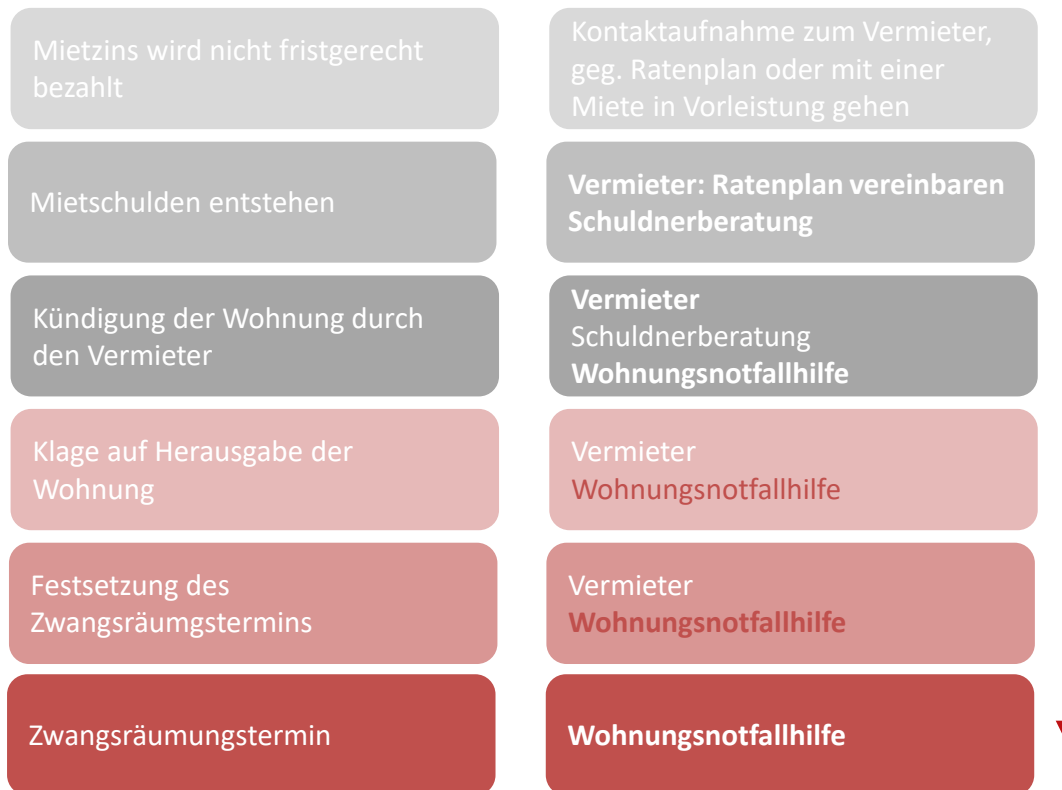 Mietzins wird nicht fristgerecht
bezahlt
Kontaktaufnahme zum Vermieter,
geg. Ratenplan oder mit einer
Miete in Vorleistung gehen
Mietschulden entstehen
Vermieter: Ratenplan vereinbaren
Schuldnerberatung
Kündigung der Wohnung durch
den Vermieter
Vermieter
Schuldnerberatung
Wohnungsnotfallhilfe
Klage auf Herausgabe der
Wohnung
Vermieter
Wohnungsnotfallhilfe
Festsetzung des
Zwangsräumgstermins
Vermieter
Wohnungsnotfallhilfe
Zwangsräumungstermin
Wohnungsnotfallhilfe